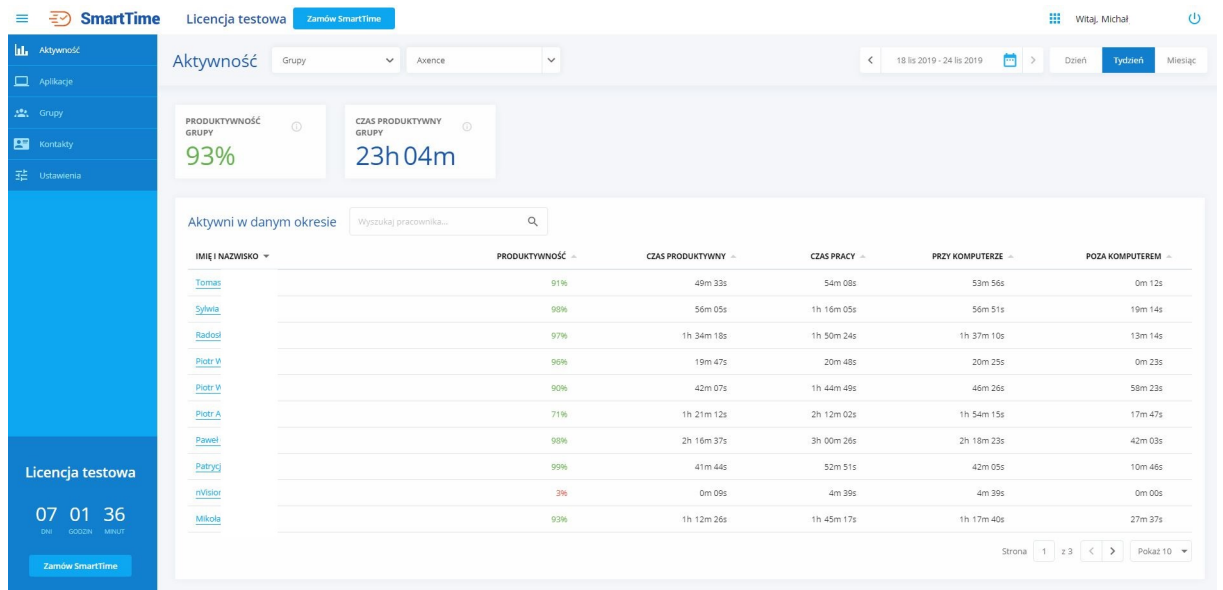 SmartTime
Licencja testowa
Zamów SmartTime
Witaj, Michał
Aktywność
Aplikacje
Grupy
Kontakty
Ustawienia
Aktywność
Grupy
Axence
18 lis 2019 - 24 lis 2019
Dzień
Tydzień
Miesiąc
PRODUKTYWNOŚĆ
GRUPY
93%
CZAS PRODUKTYWNY
GRUPY
23h 04m
Aktywni w danym okresie
Wyszukaj pracownika...
IMIĘ I NAZWISKO PRODUKTYWNOŚĆ CZAS PRODUKTYWNY CZAS PRACY PRZY KOMPUTERZE POZA KOMPUTEREM
Tomas 91% 49m 33s 54m 08s 53m 56s 0m 12s
Sylwia 98% 56m 05s 1h 16m 05s 56m 51s 19m 14s
Radosł 97% 1h 34m 18s 1h 50m 24s 1h 37m 10s 13m 14s
Piotr W 96% 19m 47s 20m 48s 20m 25s 0m 23s
Piotr W 90% 42m 07s 1h 44m 49s 46m 26s 58m 23s
Piotr A 71% 1h 21m 12s 2h 12m 02s 1h 54m 15s 17m 47s
Paweł 98% 2h 16m 37s 3h 00m 26s 2h 18m 23s 42m 03s
Patrycj 99% 41m 44s 52m 51s 42m 05s 10m 46s
nVision 3% 0m 09s 4m 39s 4m 39s 0m 00s
Mikoła 93% 1h 12m 26s 1h 45m 17s 1h 17m 40s 27m 37s
Strona 1 z 3 Pokaż 10
Licencja testowa
07 01 36
DNI GODZIN MINUT
Zamów SmartTime